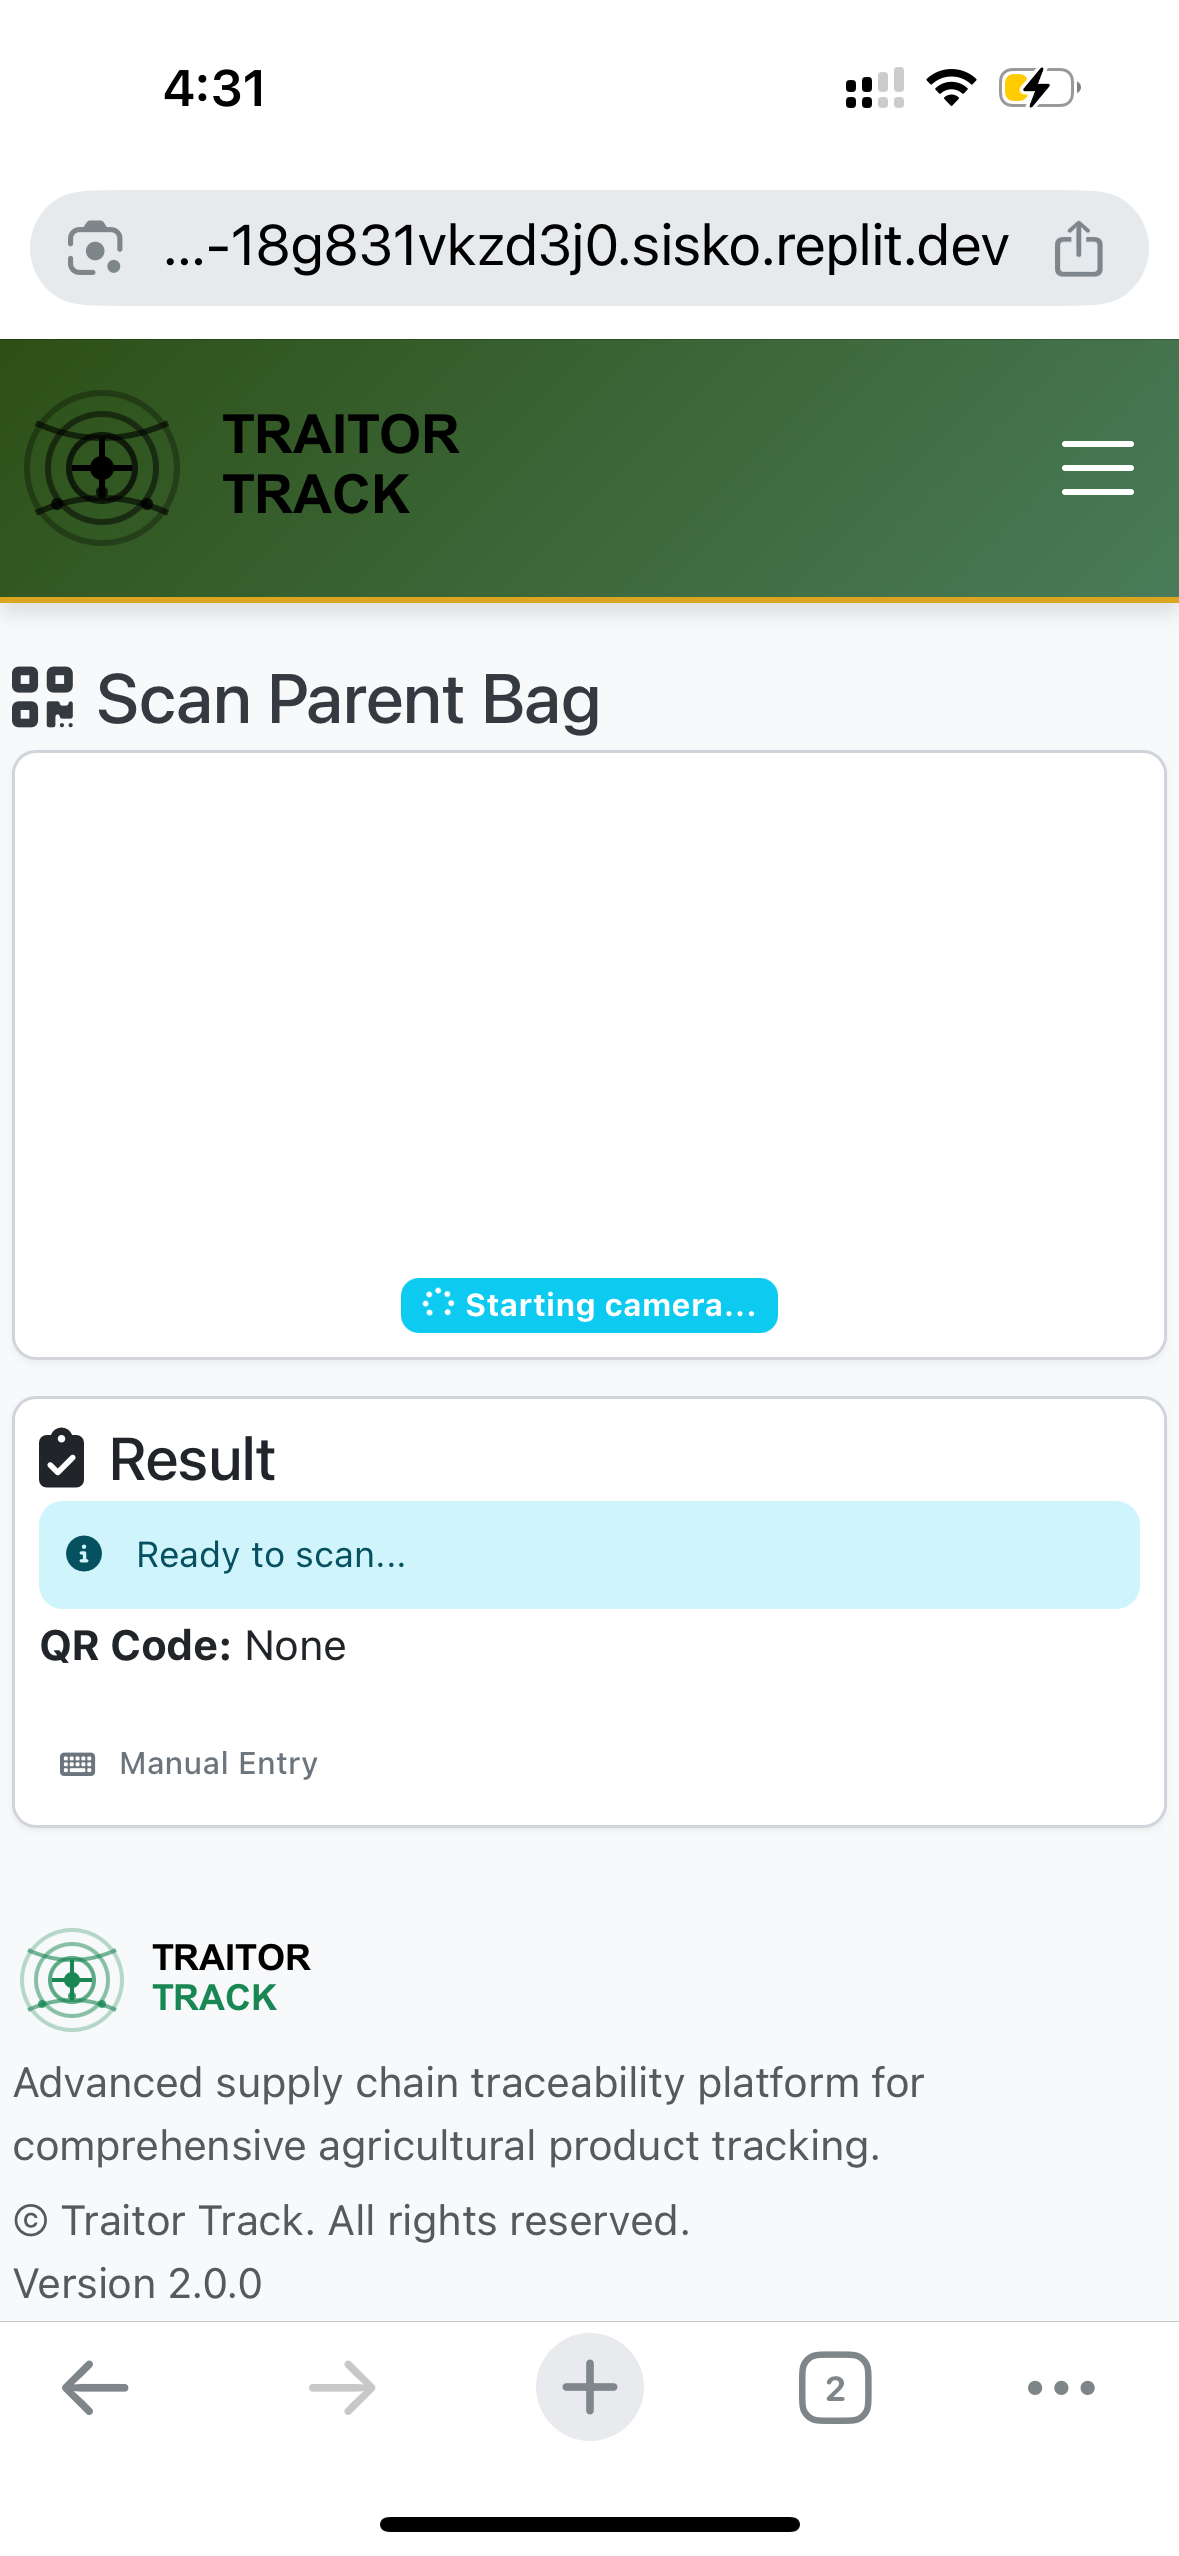 4:31
...-18g831vkzd3j0.sisko.replit.dev
TRAITOR
TRACK
Scan Parent Bag
Starting camera...
Result
Ready to scan...
QR Code: None
Manual Entry
TRAITOR
TRACK
Advanced supply chain traceability platform for
comprehensive agricultural product tracking.
© Traitor Track. All rights reserved.
Version 2.0.0
2